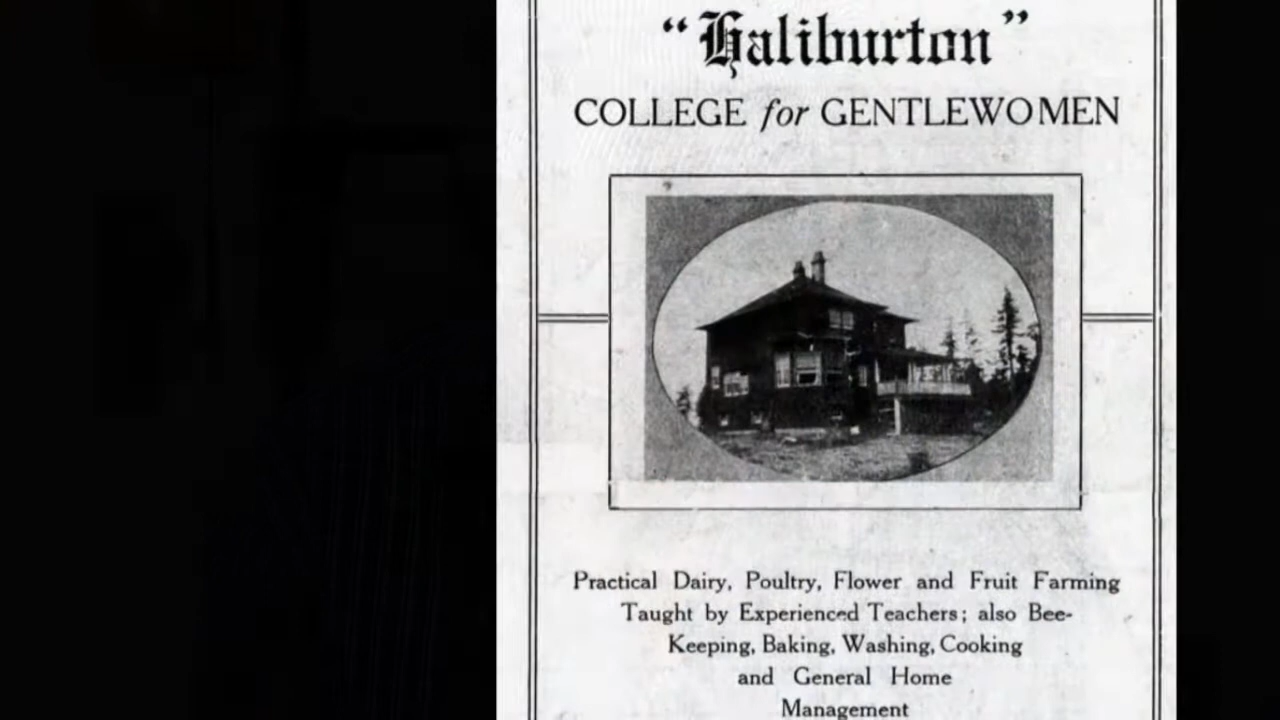 “Haliburton”
COLLEGE for GENTLEWOMEN
Practical Dairy, Poultry, Flower and Fruit Farming
Taught by Experienced Teachers; also Bee-
Keeping, Baking, Washing, Cooking
and General Home
Management